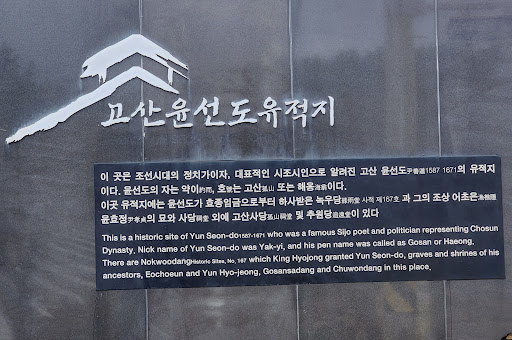 고산윤선도유적지
이 곳은 조선시대의 정치가이자, 대표적인 시조시인으로 알려진 고산 윤선도尹善道1587 1671의 유적지
이다. 윤선도의 자는 약이約而, 호號는 고산孤山 또는 해옹海翁이다.
이곳 유적지에는 윤선도가 효종임금으로부터 하사받은 녹우당綠雨堂 사적 제167호 과 그의 조상 어초은漁樵隱
윤효정尹孝貞의 묘와 사당祠堂 외에 고산사당孤山祠堂 및 추원당追遠堂이 있다
This is a historic site of Yun Seon-do1587-1671 who was a famous Sijo poet and politician representing Chosun
Dynasty. Nick name of Yun Seon-do was Yak-yi, and his pen name was called as Gosan or Haeong.
There are NokwoodangHistoric Sites, No, 167 which King Hyojong granted Yun Seon-do, graves and shrines of his
ancestors, Eochoeun and Yun Hyo-jeong, Gosansadang and Chuwondang in this place.